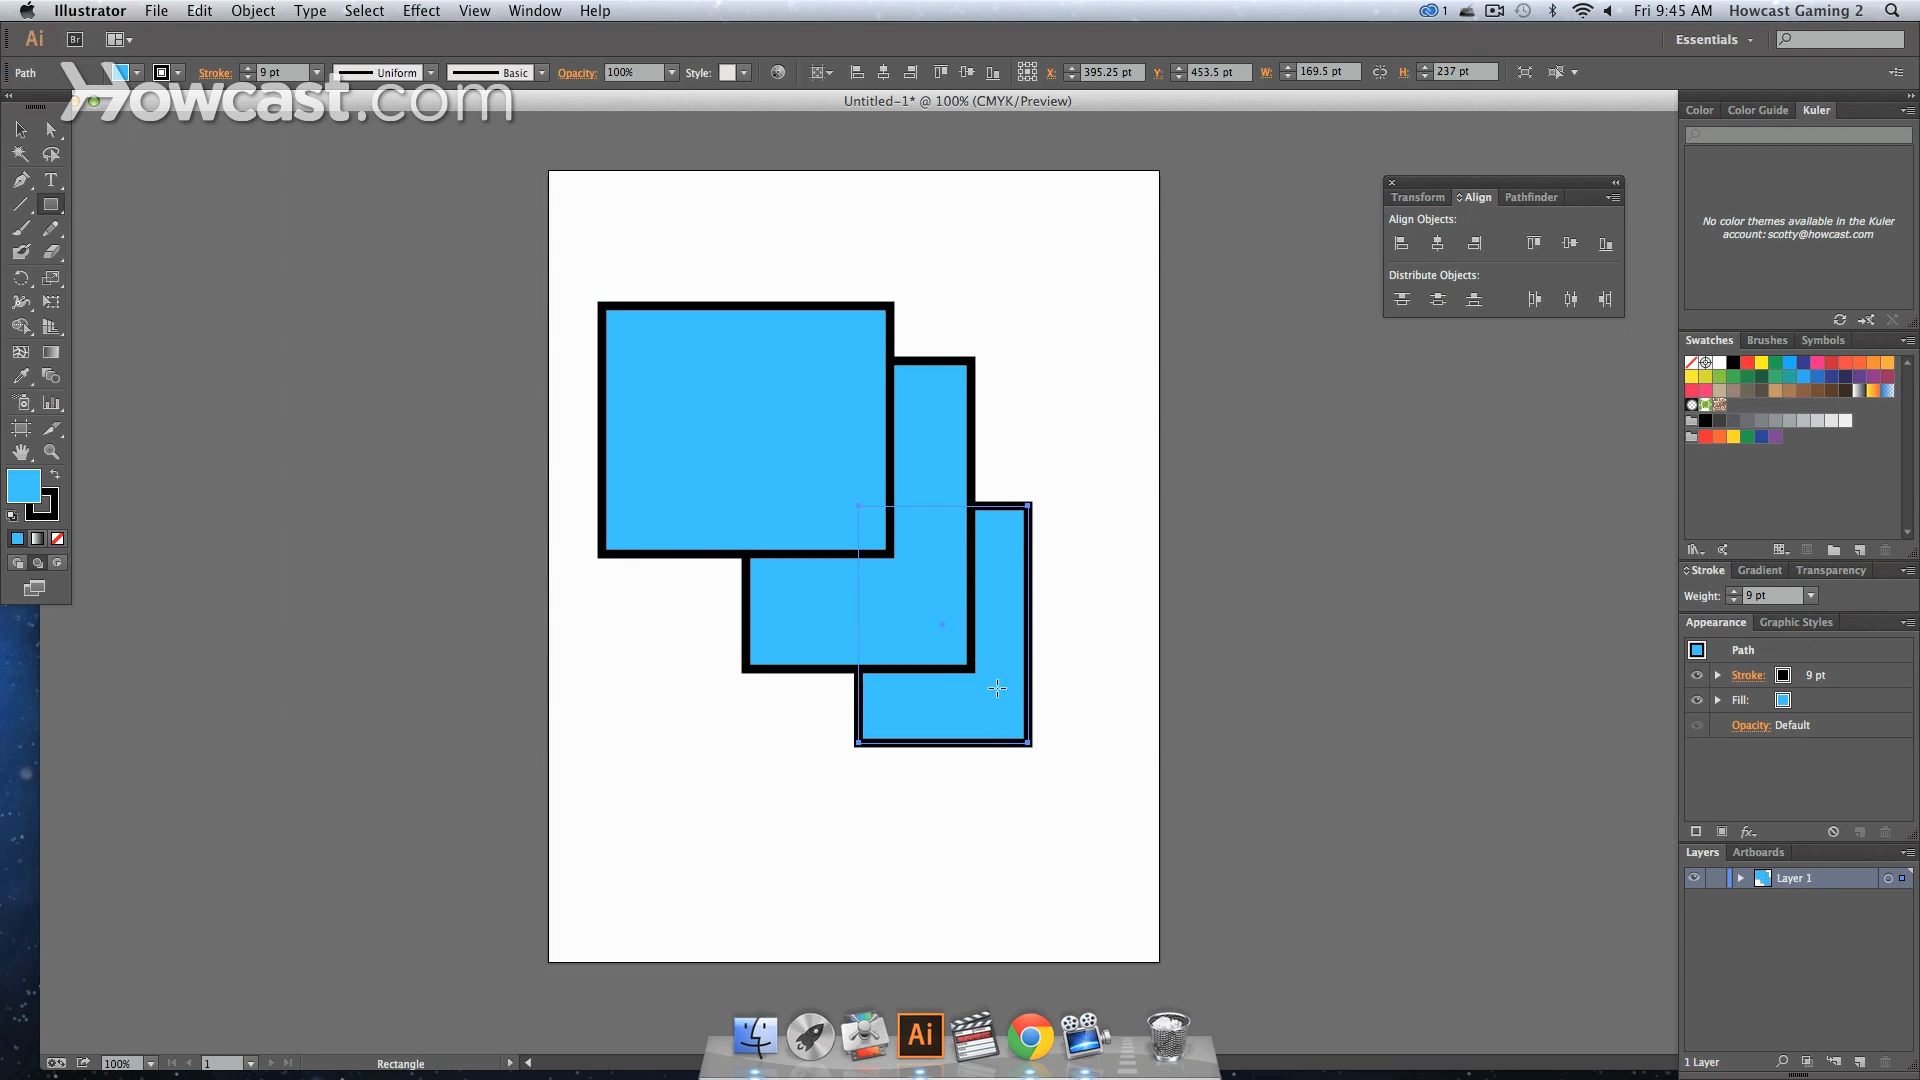 Illustrator File Edit Object Type Select Effect View Window Help
1 Fri 9:45 AM Howcast Gaming 2
Ai Br
Essentials
Path Stroke: 9 pt Uniform Basic Opacity: 100% Style: X: 395.25 pt Y: 453.5 pt W: 169.5 pt H: 237 pt
Howcast.com
Untitled-1* @ 100% (CMYK/Preview)
Color Color Guide Kuler
No color themes available in the Kuler
account: scotty@howcast.com
Transform Align Pathfinder
Align Objects:
Distribute Objects:
Swatches Brushes Symbols
Stroke Gradient Transparency
Weight: 9 pt
Appearance Graphic Styles
Path
Stroke: 9 pt
Fill:
Opacity: Default
fx
Layers Artboards
Layer 1
Ai
100% 1 Rectangle
1 Layer